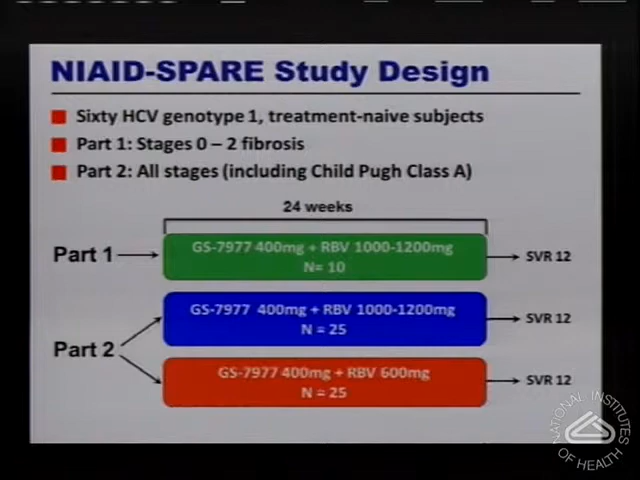 NIAID-SPARE Study Design
Sixty HCV genotype 1, treatment-naive subjects
Part 1: Stages 0 – 2 fibrosis
Part 2: All stages (including Child Pugh Class A)
24 weeks
Part 1
GS-7977 400mg + RBV 1000-1200mg
N= 10
SVR 12
Part 2
GS-7977 400mg + RBV 1000-1200mg
N = 25
SVR 12
GS-7977 400mg + RBV 600mg
N = 25
SVR 12
NATIONAL INSTITUTES
OF HEALTH